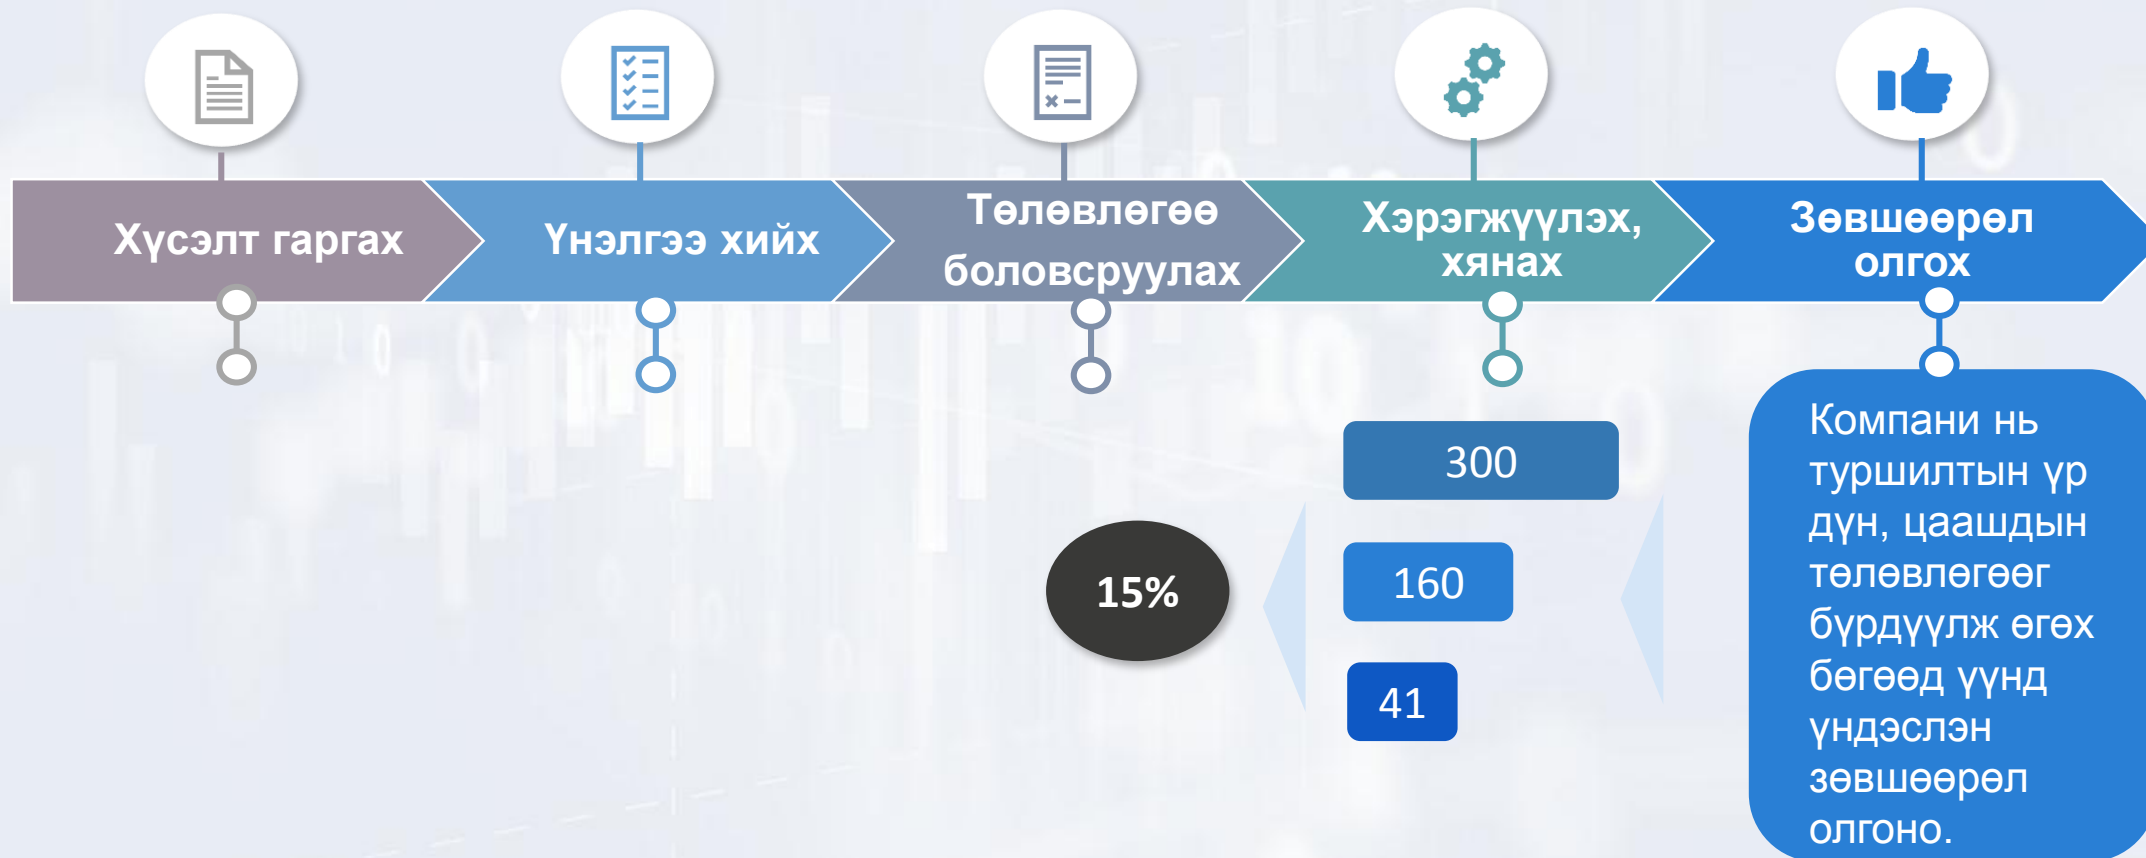 Хүсэлт гаргах
Үнэлгээ хийх
Төлөвлөгөө
боловсруулах
Хэрэгжүүлэх,
хянах
Зөвшөөрөл
олгох
300
160
41
15%
Компани нь
туршилтын үр
дүн, цаашдын
төлөвлөгөөг
бүрдүүлж өгөх
бөгөөд үүнд
үндэслэн
зөвшөөрөл
олгоно.